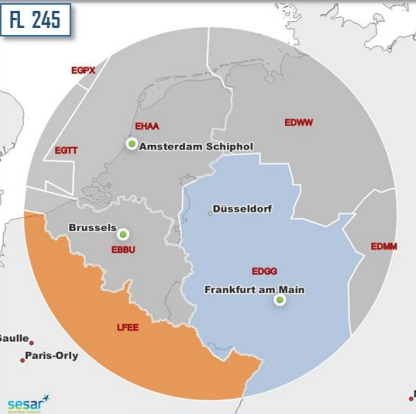 FL 245
EGPX
EHAA
EDWW
EGTT
Amsterdam Schiphol
Düsseldorf
Brussels
EBBU
EDMM
EDGG
Frankfurt am Main
LFEE
Gaulle
Paris-Orly
sesar